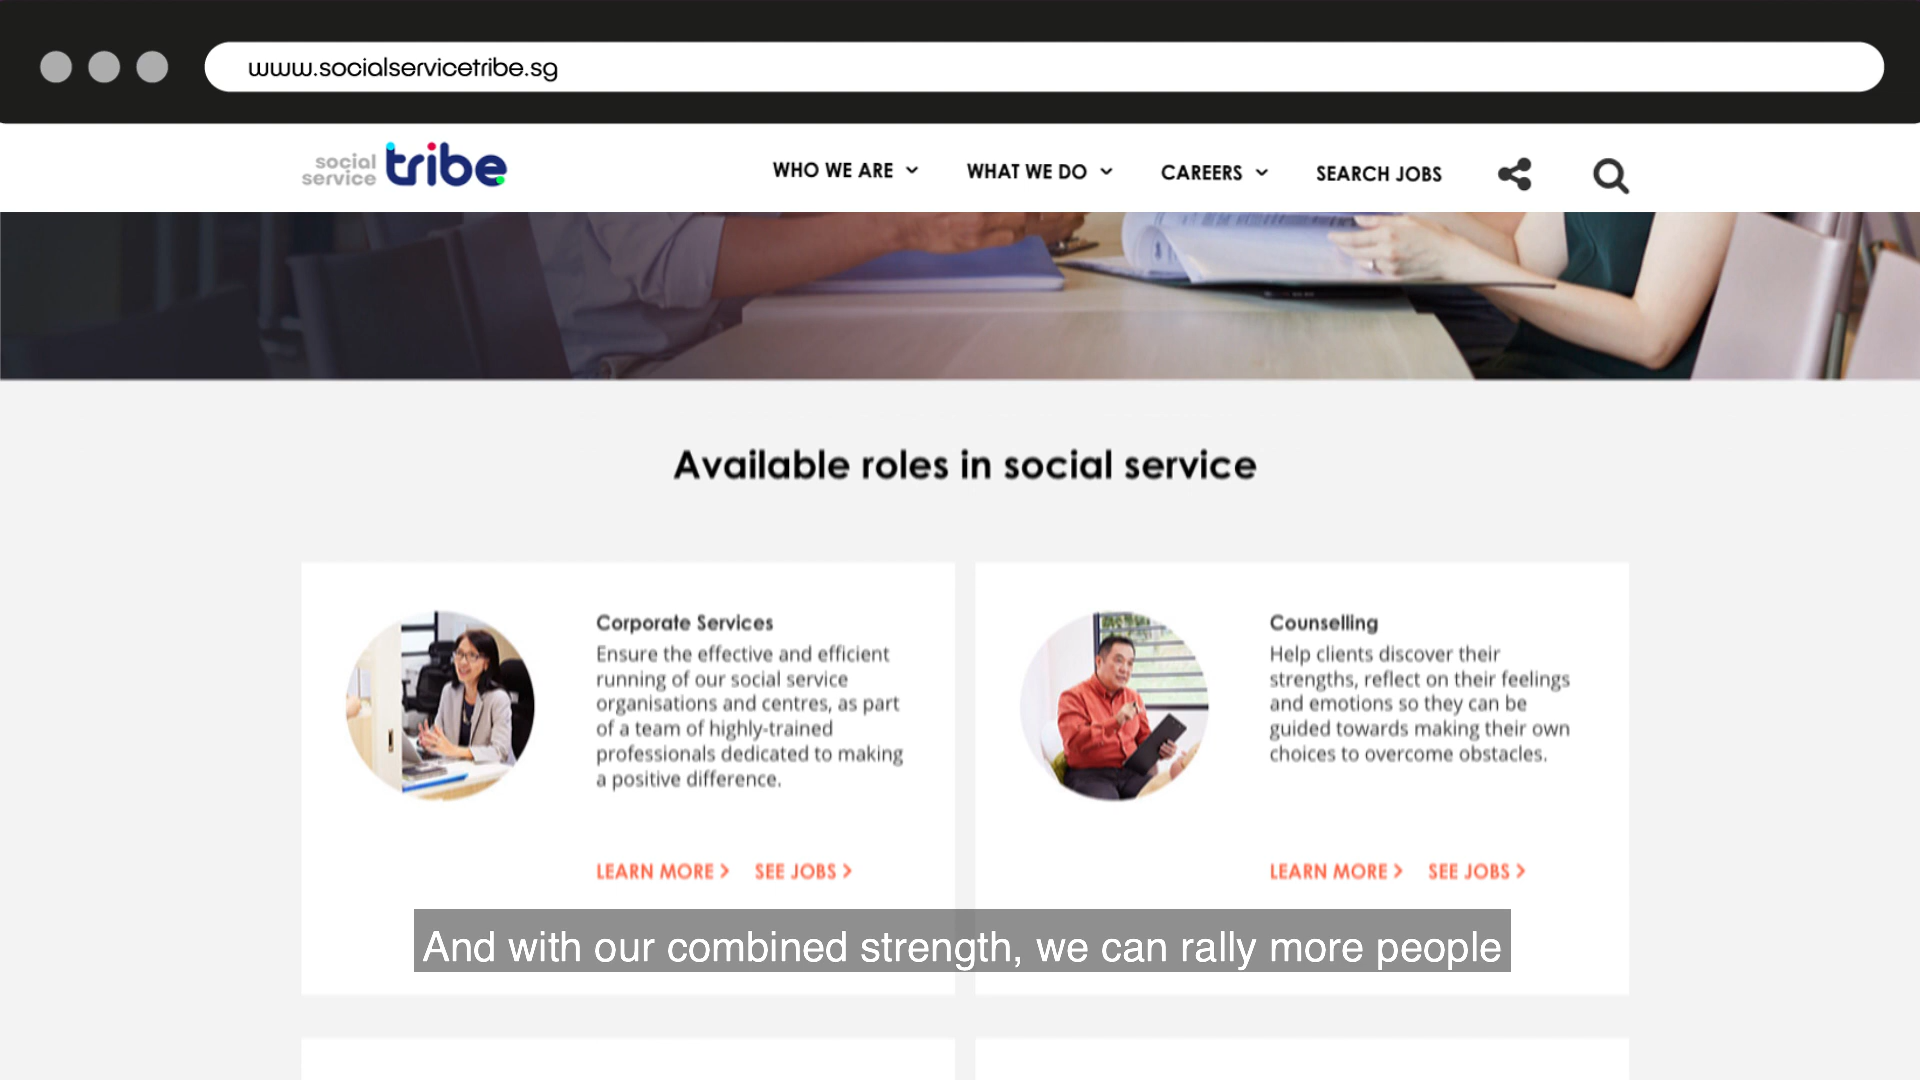 www.socialservicetribe.sg
social
service
tribe
WHO WE ARE
WHAT WE DO
CAREERS
SEARCH JOBS
Available roles in social service
Corporate Services
Ensure the effective and efficient
running of our social service
organisations and centres, as part
of a team of highly-trained
professionals dedicated to making
a positive difference.
LEARN MORE >
SEE JOBS >
Counselling
Help clients discover their
strengths, reflect on their feelings
and emotions so they can be
guided towards making their own
choices to overcome obstacles.
LEARN MORE >
SEE JOBS >
And with our combined strength, we can rally more people